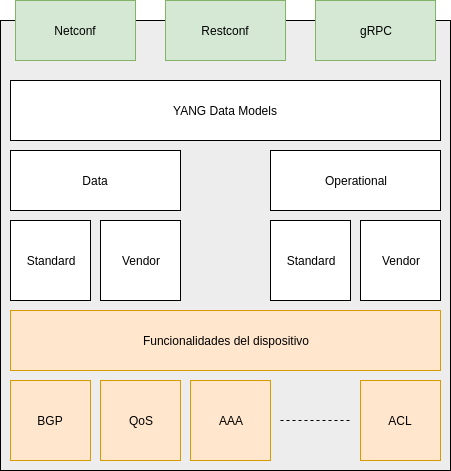 Netconf
Restconf
gRPC
YANG Data Models
Data
Operational
Standard
Vendor
Standard
Vendor
Funcionalidades del dispositivo
BGP
QoS
AAA
ACL